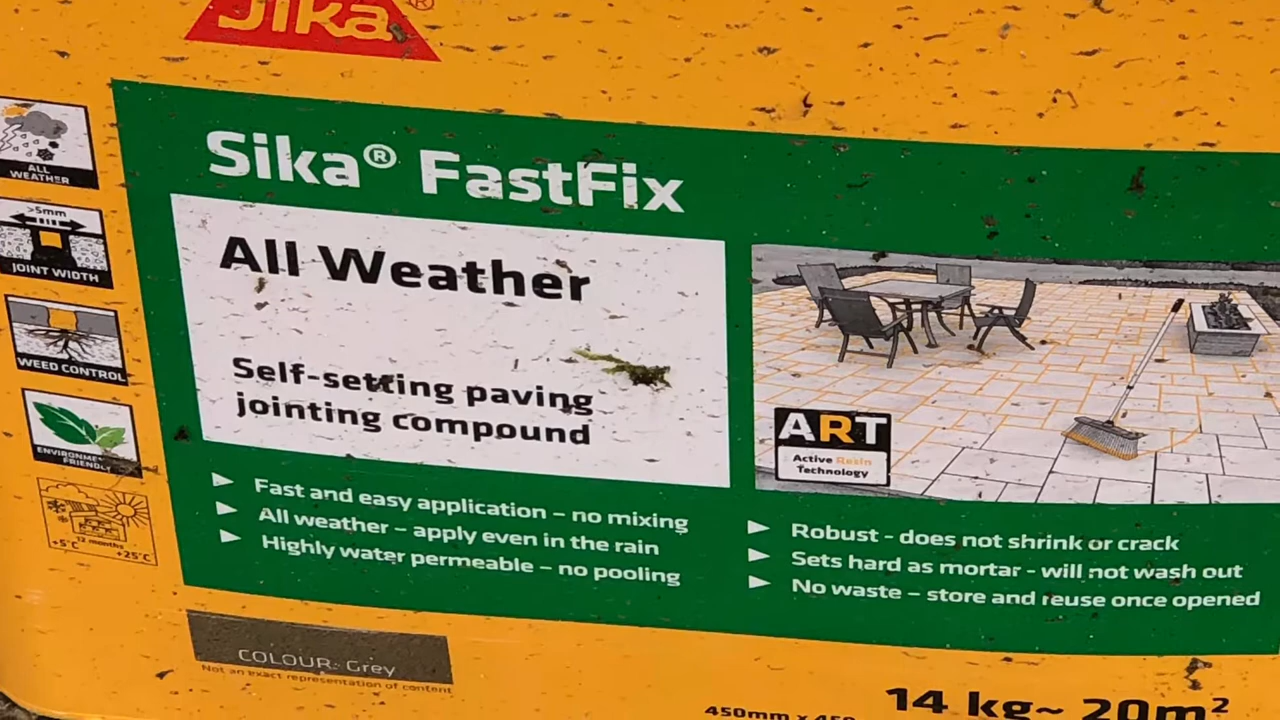 Sika®
ALL
WEATHER
>5mm
JOINT WIDTH
WEED CONTROL
FRIENDLY
12 months
+5°C
+25°C
Sika® FastFix
All Weather
Self-setting paving
jointing compound
ART
Active Resin
Technology
Fast and easy application – no mixing
All weather – apply even in the rain
Highly water permeable – no pooling
Robust - does not shrink or crack
Sets hard as mortar - will not wash out
No waste – store and reuse once opened
COLOUR: Grey
Not an exact representation of content
14 kg~ 20m²
450mm x